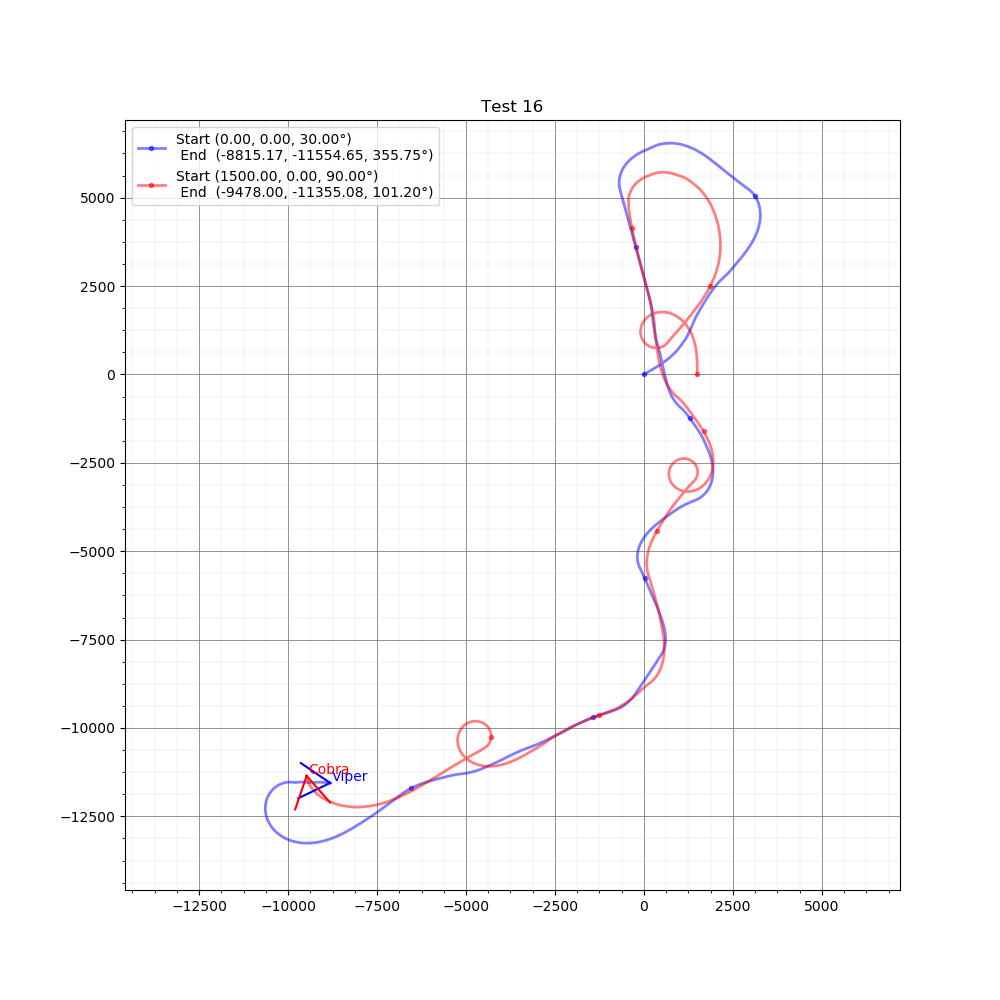 Test 16
Start (0.00, 0.00, 30.00°)
End (-8815.17, -11554.65, 355.75°)
Start (1500.00, 0.00, 90.00°)
End (-9478.00, -11355.08, 101.20°)
5000
2500
0
−2500
−5000
−7500
−10000
−12500
Cobra
Viper
−12500 −10000 −7500 −5000 −2500 0 2500 5000